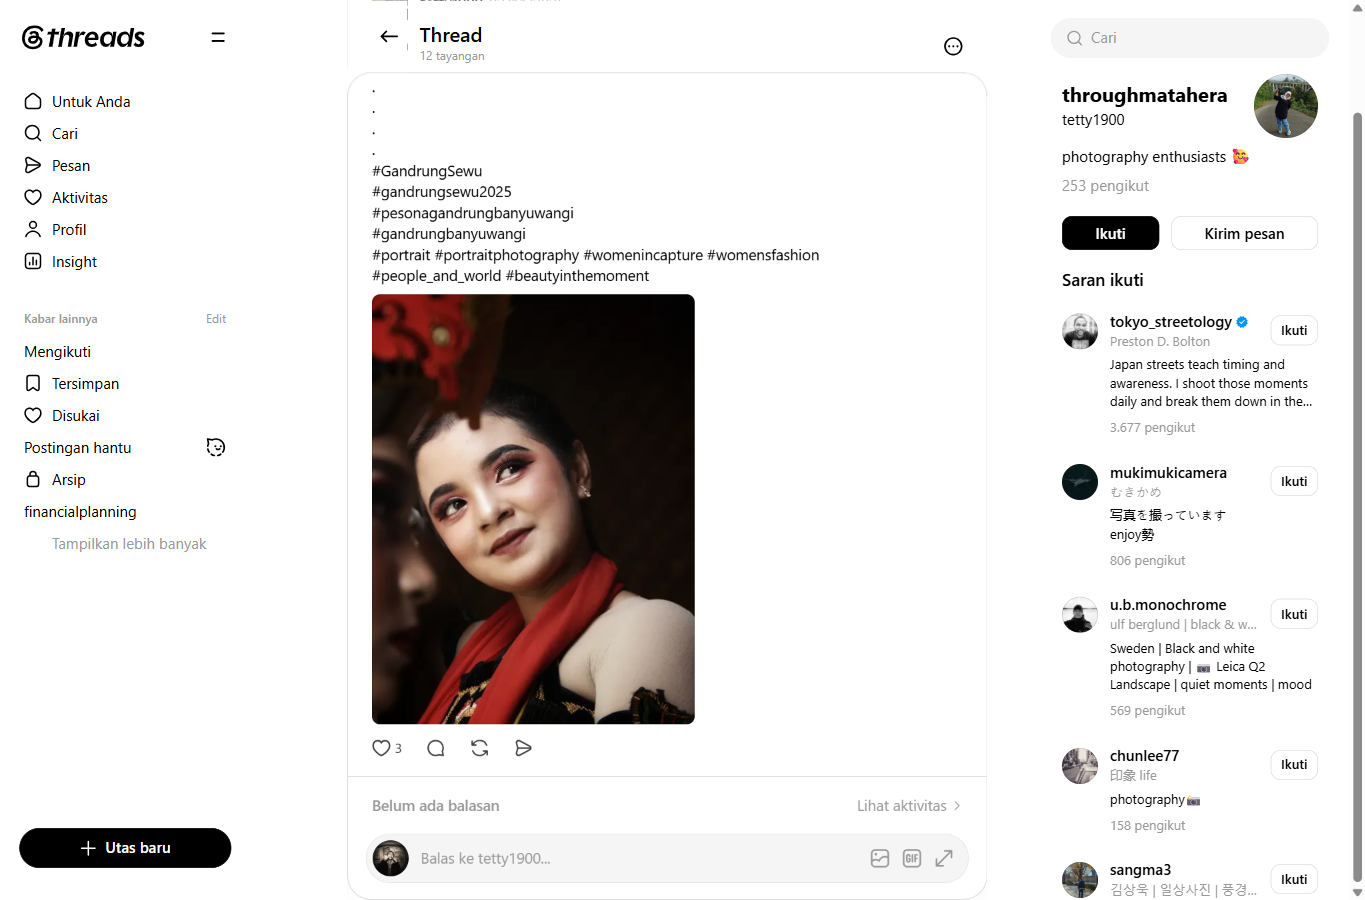 threads
Untuk Anda
Cari
Pesan
Aktivitas
Profil
Insight
Kabar lainnya
Edit
Mengikuti
Tersimpan
Disukai
Postingan hantu
Arsip
financialplanning
Tampilkan lebih banyak
Utas baru
Thread
12 tayangan
.
.
.
.
#GandrungSewu
#gandrungsewu2025
#pesonagandrungbanyuwangi
#gandrungbanyuwangi
#portrait #portraitphotography #womenincapture #womensfashion
#people_and_world #beautyinthemoment
3
Belum ada balasan
Lihat aktivitas
Balas ke tetty1900...
GIF
Cari
throughmatahera
tetty1900
photography enthusiasts 🥰
253 pengikut
Ikuti
Kirim pesan
Saran ikuti
tokyo_streetology
Ikuti
Preston D. Bolton
Japan streets teach timing and
awareness. I shoot those moments
daily and break them down in the...
3.677 pengikut
mukimukicamera
Ikuti
むきかめ
写真を撮っています
enjoy勢
806 pengikut
u.b.monochrome
Ikuti
ulf berglund | black & w...
Sweden | Black and white
photography | 📷 Leica Q2
Landscape | quiet moments | mood
569 pengikut
chunlee77
Ikuti
印象 life
photography📸
158 pengikut
sangma3
Ikuti
김상욱 | 일상사진 | 풍경...